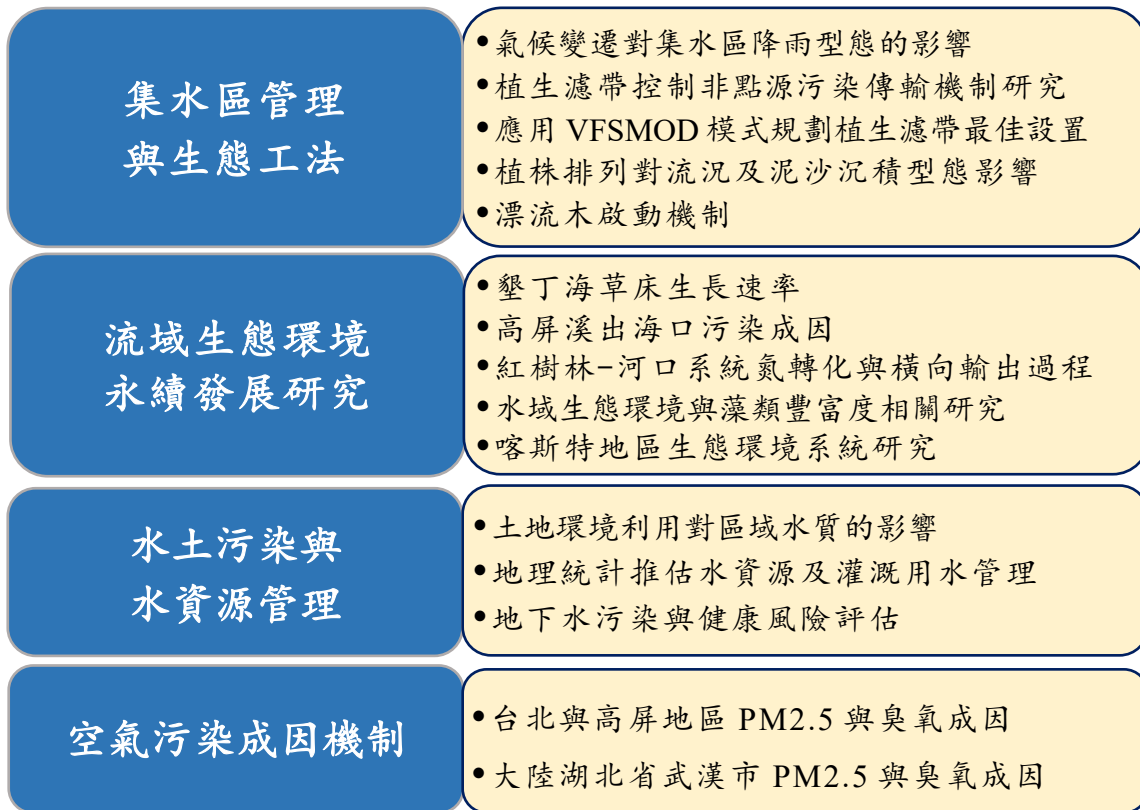 集水區管理
與生態工法
•氣候變遷對集水區降雨型態的影響
•植生濾帶控制非點源污染傳輸機制研究
•應用 VFSMOD 模式規劃植生濾帶最佳設置
•植株排列對流況及泥沙沉積型態影響
•漂流木啟動機制
流域生態環境
永續發展研究
•墾丁海草床生長速率
•高屏溪出海口污染成因
•紅樹林-河口系統氮轉化與橫向輸出過程
•水域生態環境與藻類豐富度相關研究
•喀斯特地區生態環境系統研究
水土污染與
水資源管理
•土地環境利用對區域水質的影響
•地理統計推估水資源及灌溉用水管理
•地下水污染與健康風險評估
空氣污染成因機制
•台北與高屏地區 PM2.5 與臭氧成因
•大陸湖北省武漢市 PM2.5 與臭氧成因